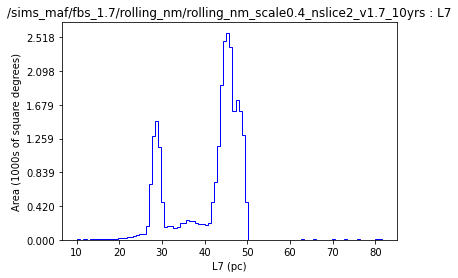 /sims_maf/fbs_1.7/rolling_nm/rolling_nm_scale0.4_nslice2_v1.7_10yrs : L7
2.518
2.098
1.679
1.259
0.839
0.420
0.000
Area (1000s of square degrees)
10 20 30 40 50 60 70 80
L7 (pc)